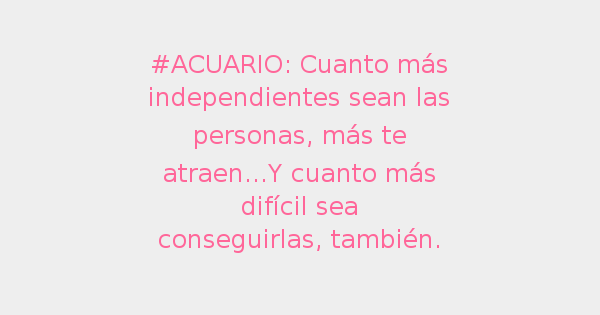 #ACUARIO: Cuanto más
independientes sean las
personas, más te
atraen...Y cuanto más
difícil sea
conseguirlas, también.